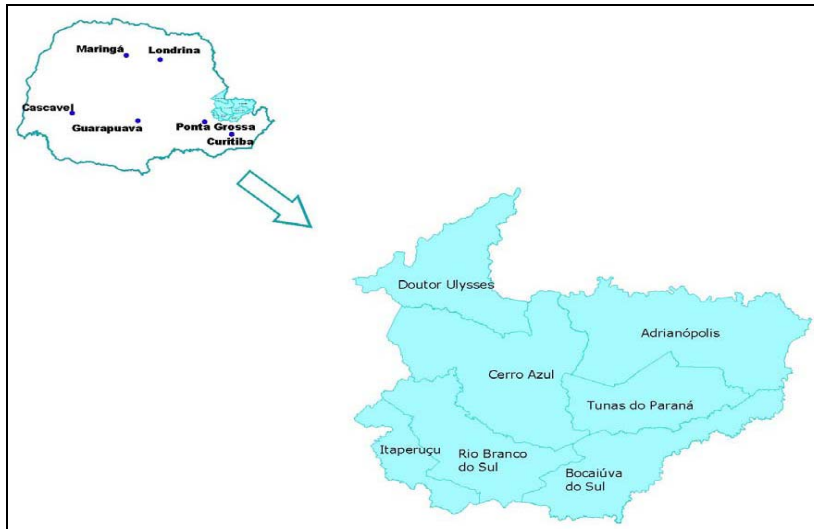 Maringá
Londrina
Cascavel
Guarapuava
Ponta Grossa
Curitiba
Doutor Ulysses
Adrianópolis
Cerro Azul
Tunas do Paraná
Itaperuçu
Rio Branco
do Sul
Bocaiúva
do Sul